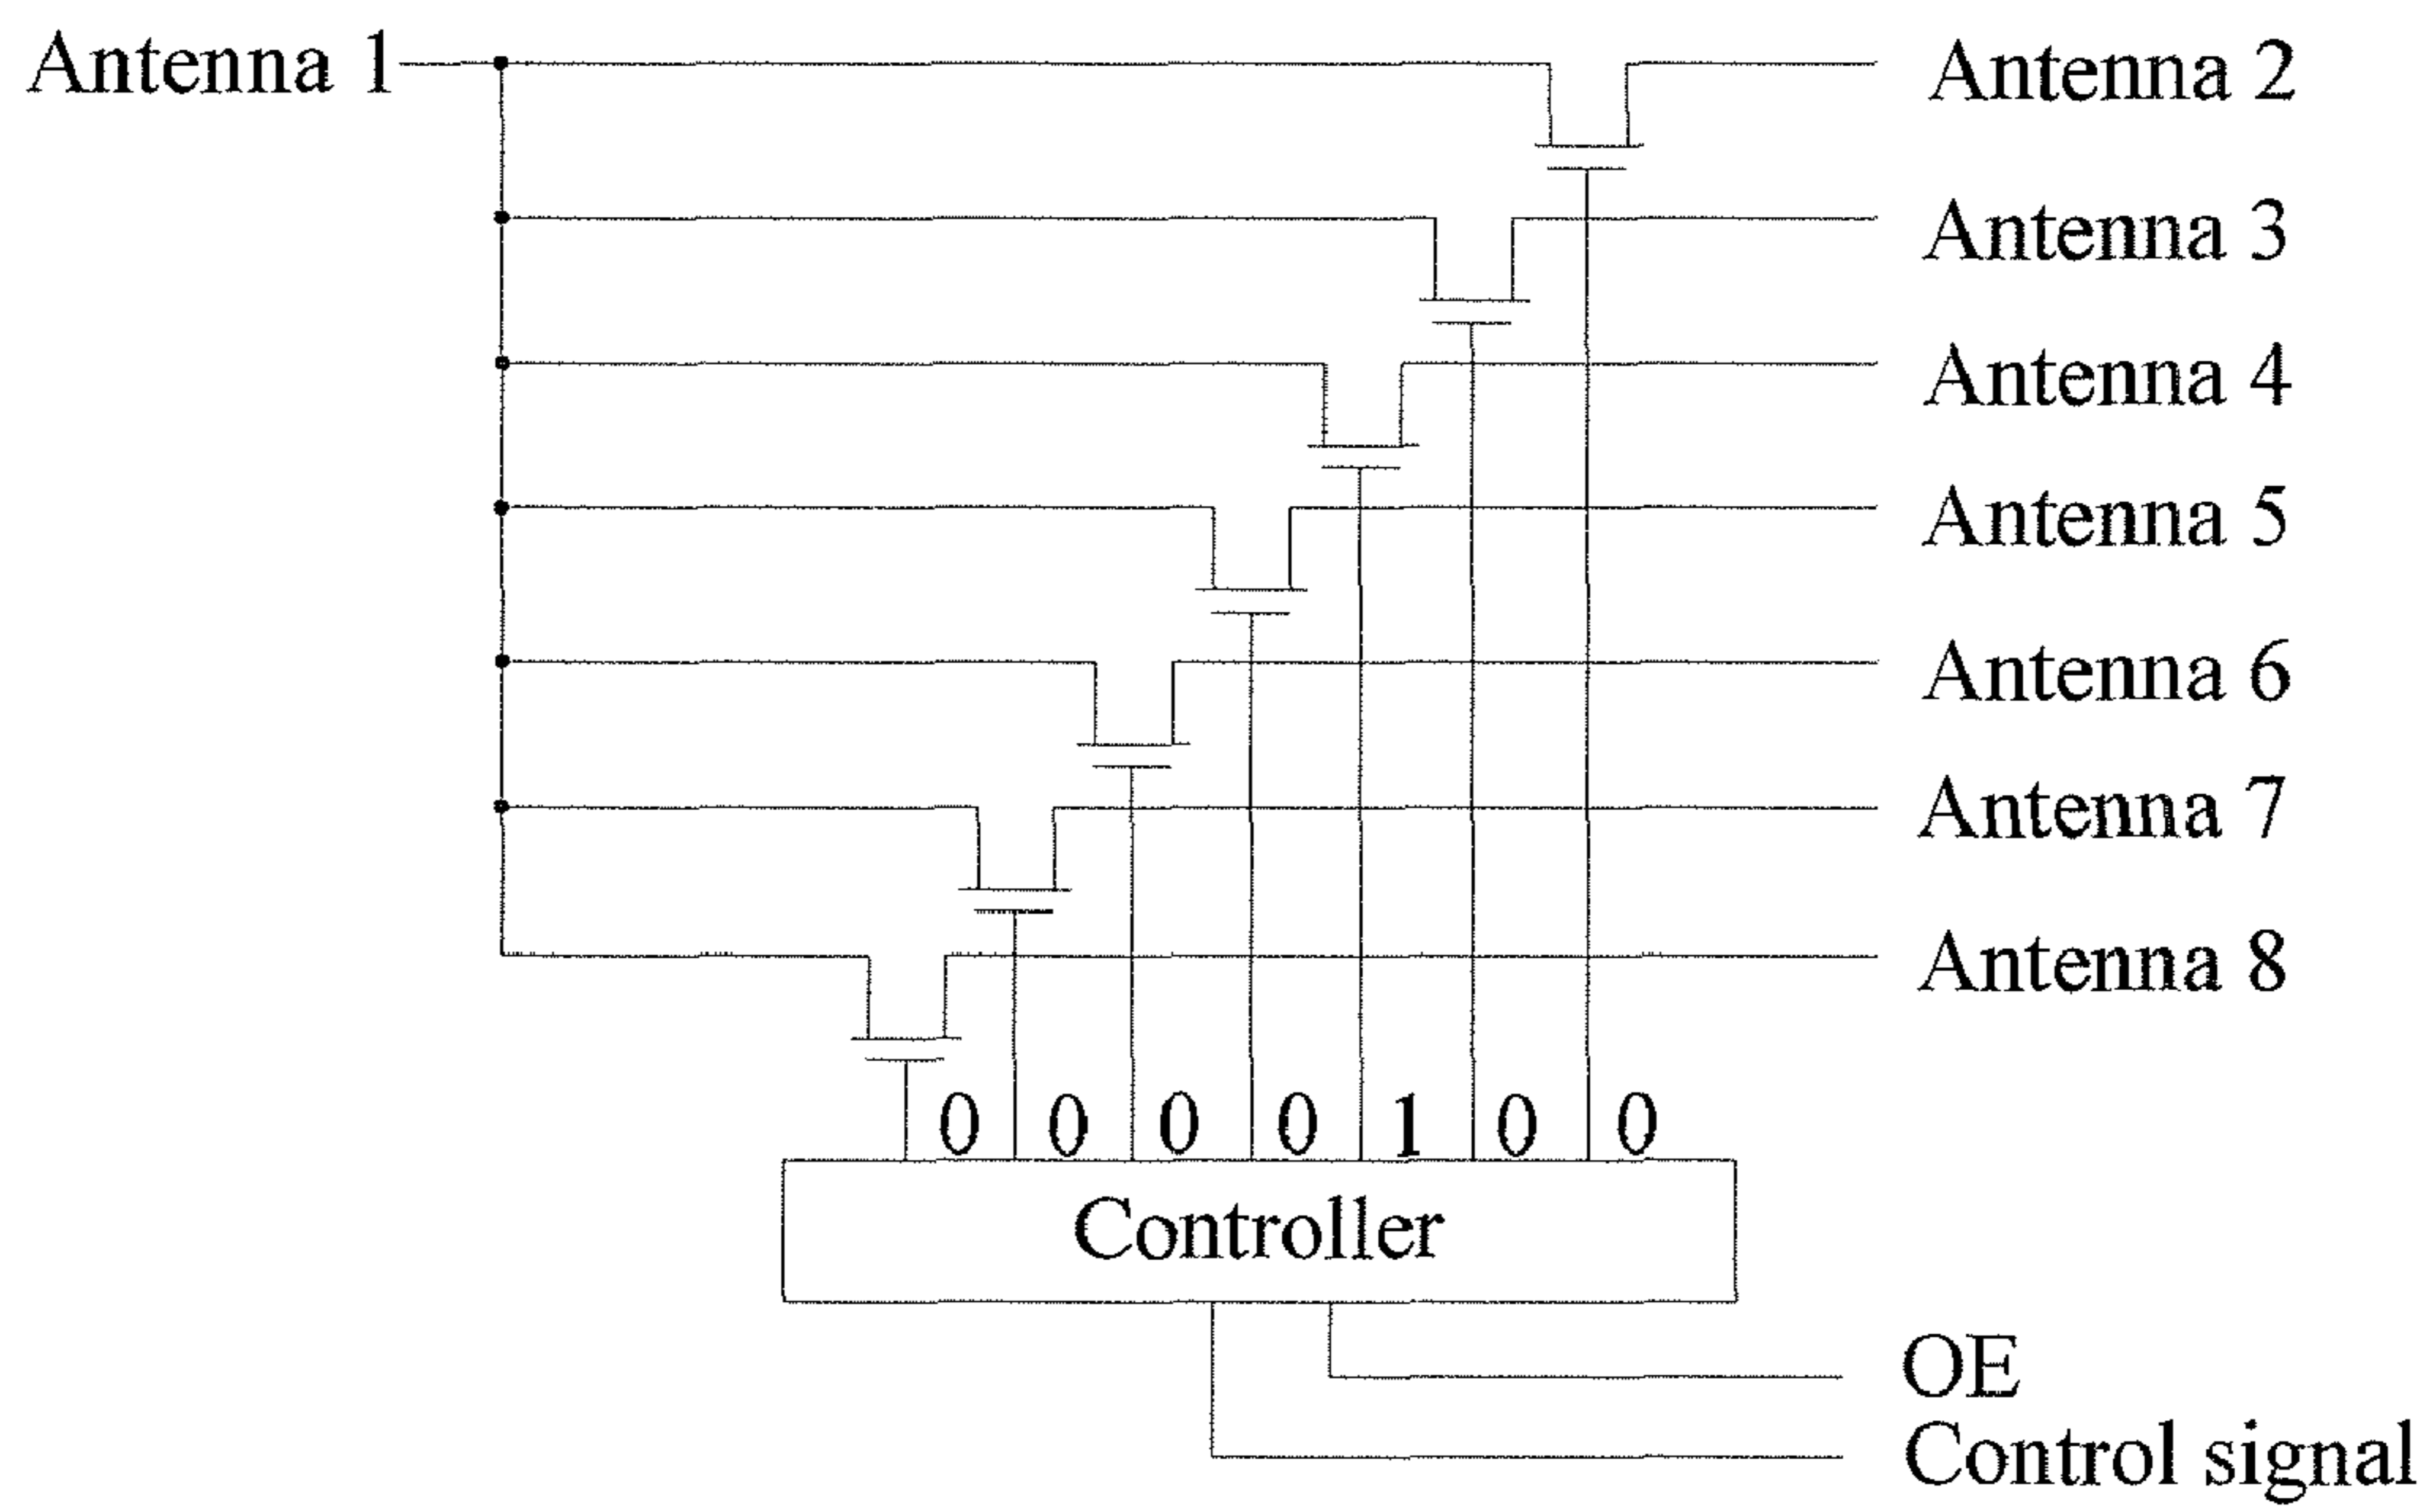 Antenna 1
Antenna 2
Antenna 3
Antenna 4
Antenna 5
Antenna 6
Antenna 7
Antenna 8
0 0 0 0 1 0 0
Controller
OE
Control signal